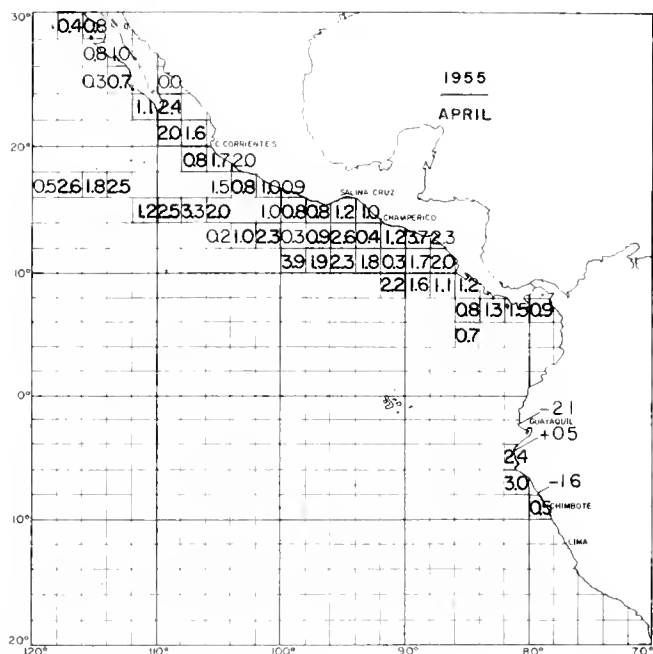 30°
0.4 0.8
0.8 1.0
1955
0.3 0.7 0.0
APRIL
1.1 2.4
2.0 1.6
C. CORRIENTES
20°
0.8 1.7 2.0
0.5 2.6 1.8 2.5 1.5 0.8 1.0 0.9
SALINA CRUZ
1.2 2.5 3.3 2.0 1.0 0.8 0.8 1.2 1.0
CHAMPERICO
0.2 1.0 2.3 0.3 0.9 2.6 0.4 1.2 3.7 2.3
3.9 1.9 2.3 1.8 0.3 1.7 2.0
10°
2.2 1.6 1.1 1.2
0.8 1.3 1.5 0.9
0.7
0°
-2.1
GUAYAQUIL
+0.5
2.4
3.0 -1.6
0.5 CHIMBOTE
10°
LIMA
20°
120° 110° 100° 90° 80° 70°